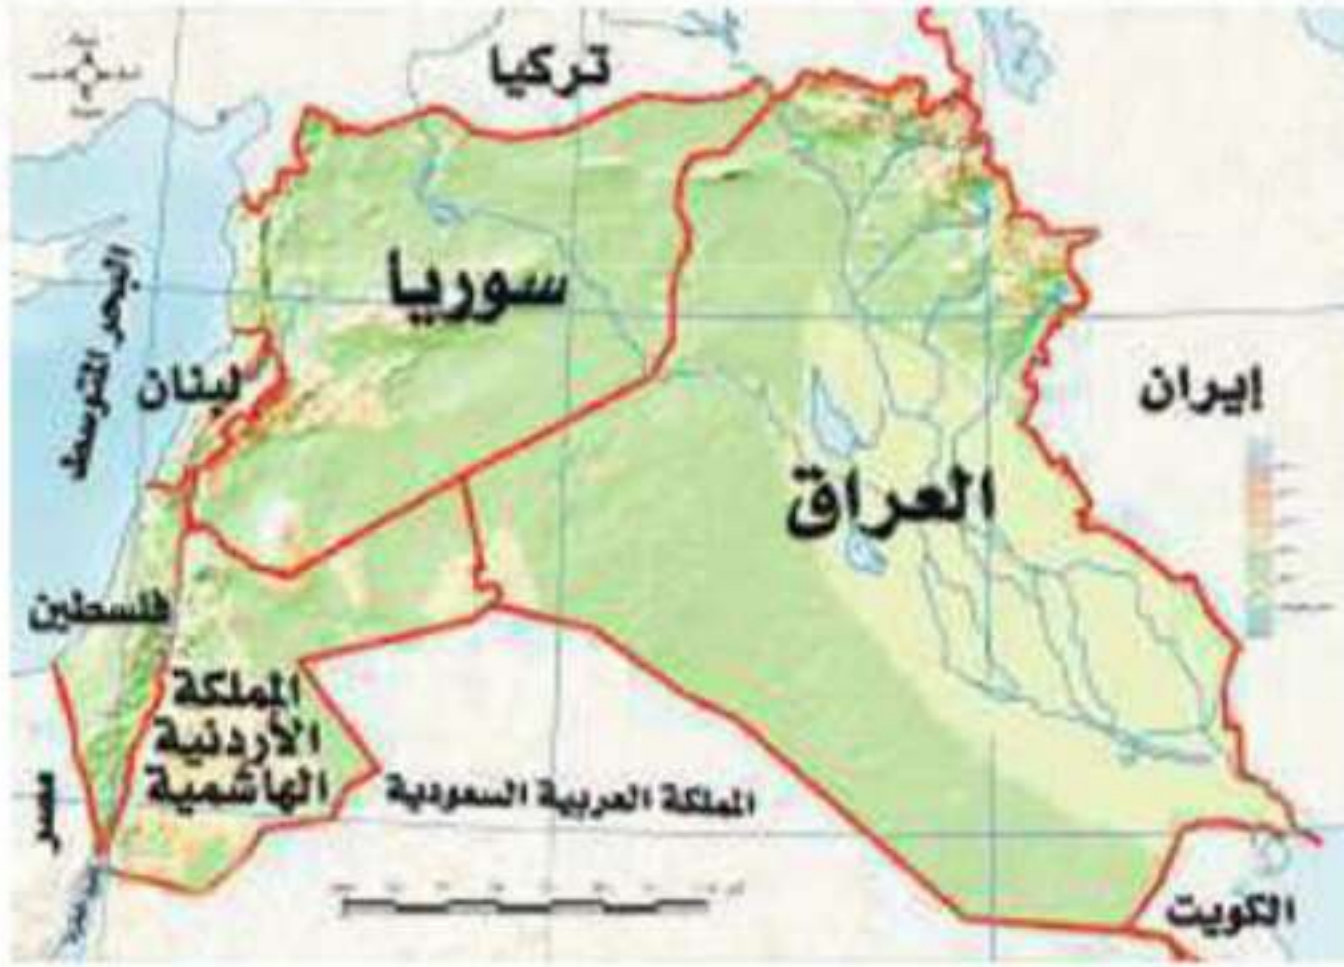 تركيا
سوريا
البحر المتوسط
لبنان
إيران
العراق
فلسطين
المملكة
الأردنية
الهاشمية
مصر
المملكة العربية السعودية
الكويت